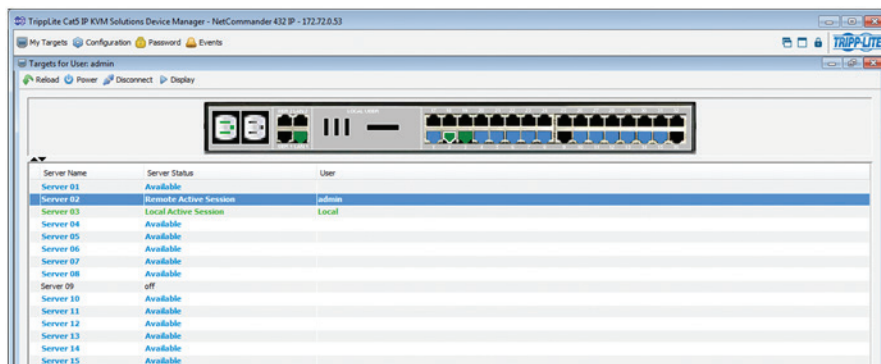 TrippLite Cat5 IP KVM Solutions Device Manager - NetCommander 432 IP - 172.72.0.53
My Targets Configuration Password Events
TRIPP·LITE
Targets for User: admin
Reload Power Disconnect Display
LOCAL USER
Server Name Server Status User
Server 01 Available
Server 02 Remote Active Session admin
Server 03 Local Active Session Local
Server 04 Available
Server 05 Available
Server 06 Available
Server 07 Available
Server 08 Available
Server 09 off
Server 10 Available
Server 11 Available
Server 12 Available
Server 13 Available
Server 14 Available
Server 15 Available